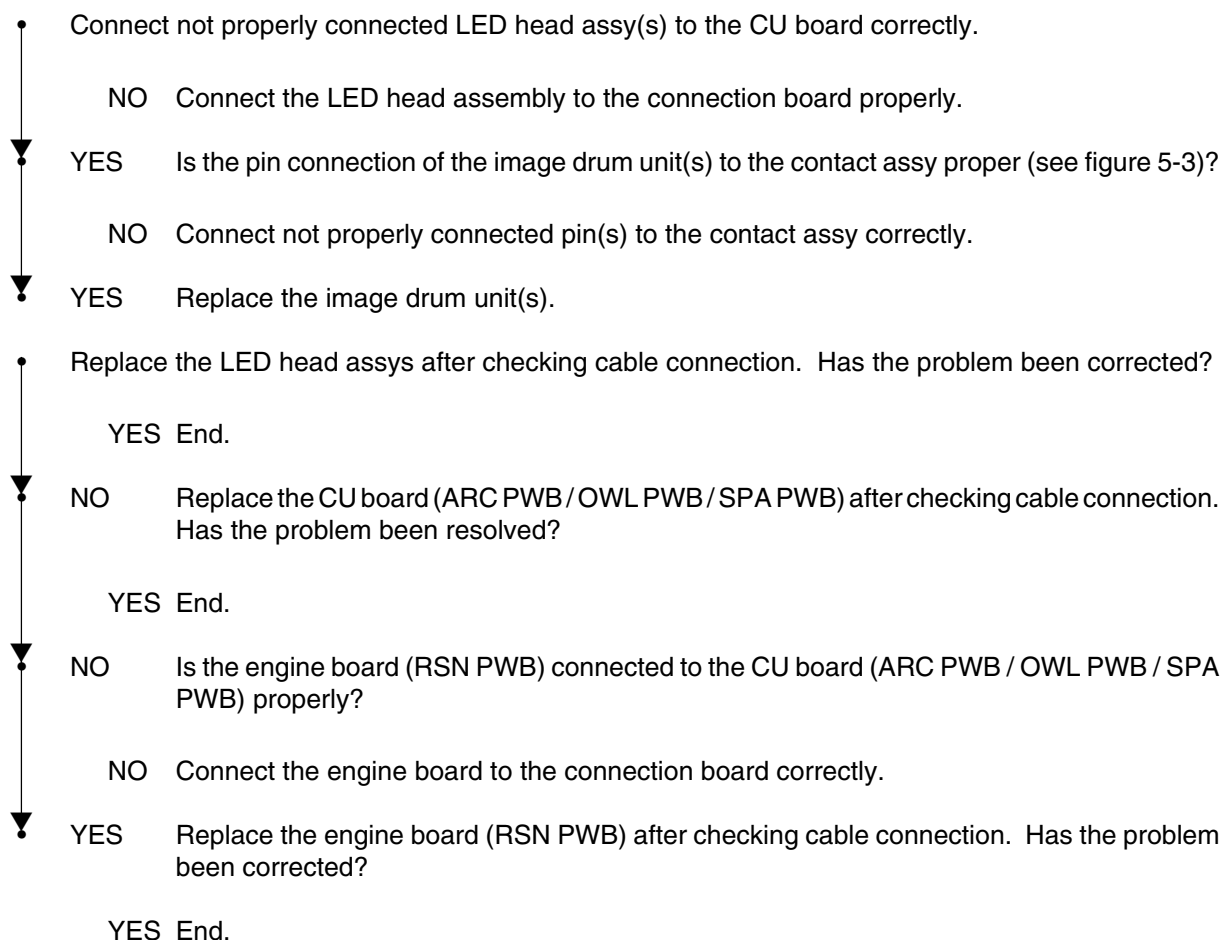 Connect not properly connected LED head assy(s) to the CU board correctly.
NO Connect the LED head assembly to the connection board properly.
YES Is the pin connection of the image drum unit(s) to the contact assy proper (see figure 5-3)?
NO Connect not properly connected pin(s) to the contact assy correctly.
YES Replace the image drum unit(s).
Replace the LED head assys after checking cable connection. Has the problem been corrected?
YES End.
NO Replace the CU board (ARC PWB / OWL PWB / SPA PWB) after checking cable connection.
Has the problem been resolved?
YES End.
NO Is the engine board (RSN PWB) connected to the CU board (ARC PWB / OWL PWB / SPA
PWB) properly?
NO Connect the engine board to the connection board correctly.
YES Replace the engine board (RSN PWB) after checking cable connection. Has the problem
been corrected?
YES End.